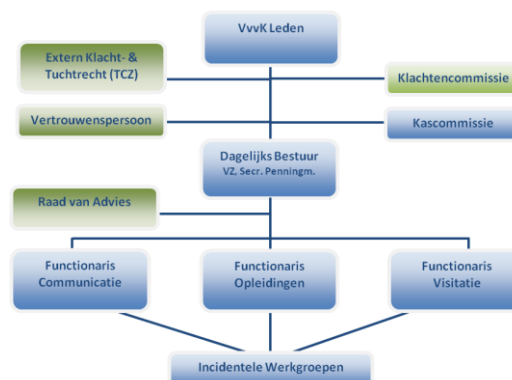 VvvK Leden
Extern Klacht- &
Tuchtrecht (TCZ)
Klachtencommissie
Vertrouwenspersoon
Kascommissie
Dagelijks Bestuur
VZ, Secr. Penningm.
Raad van Advies
Functionaris
Communicatie
Functionaris
Opleidingen
Functionaris
Visitatie
Incidentele Werkgroepen